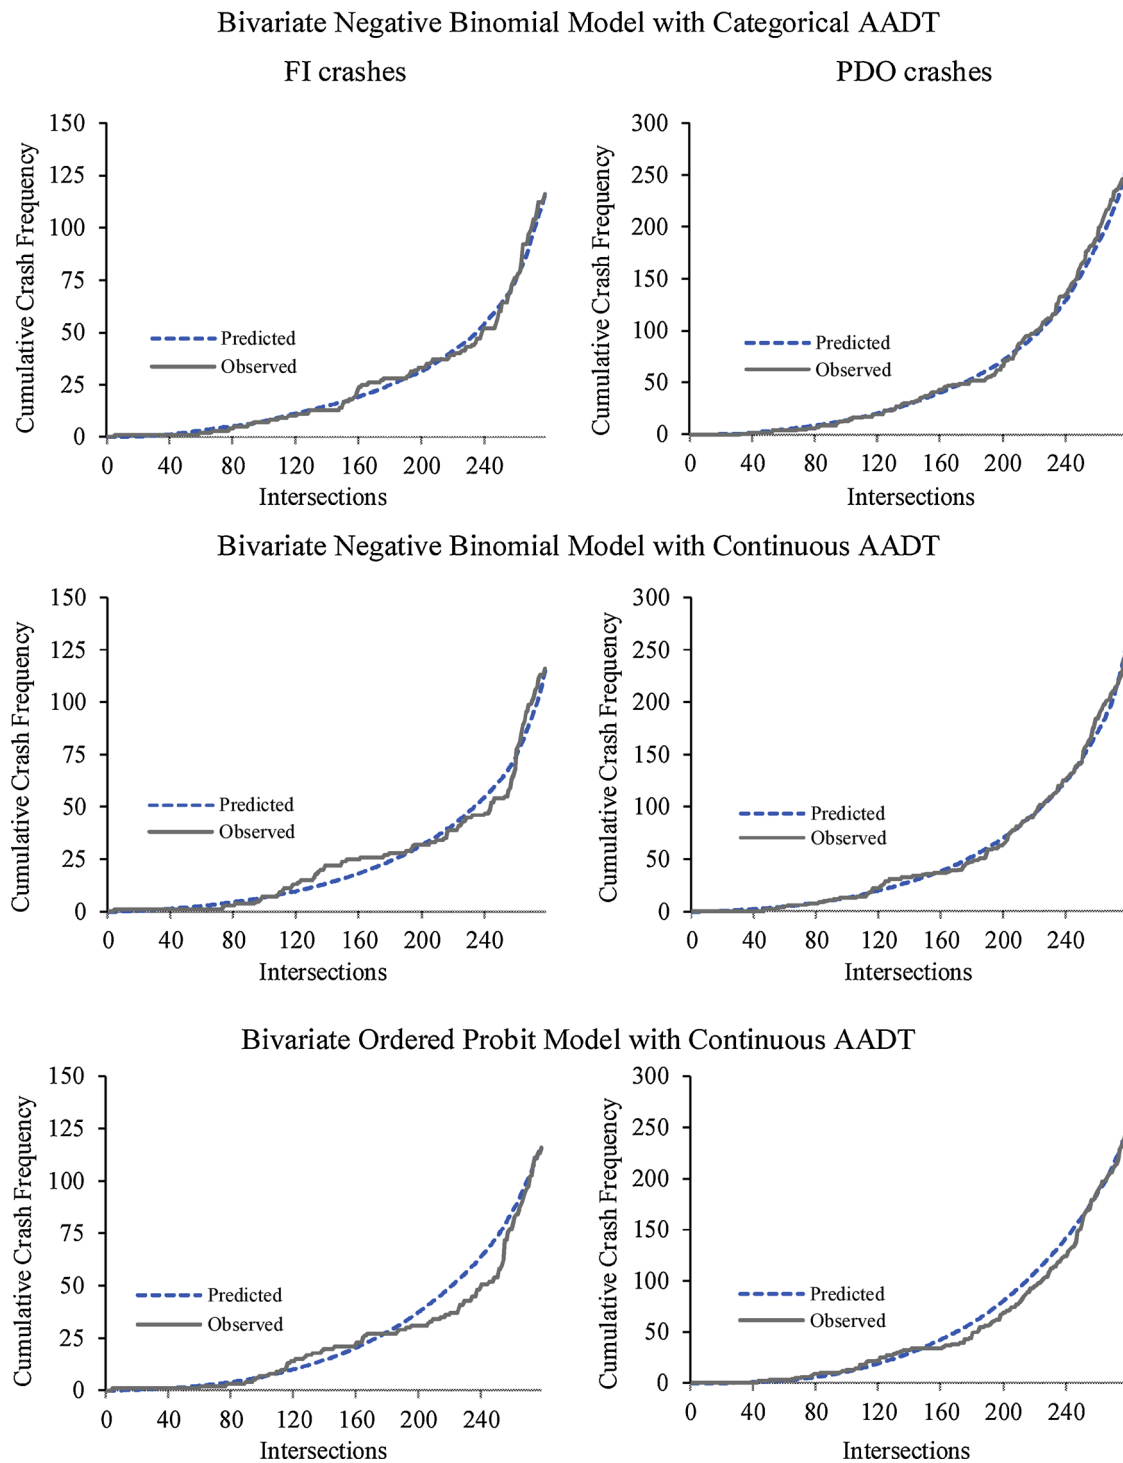 Bivariate Negative Binomial Model with Categorical AADT
FI crashes
PDO crashes
Cumulative Crash Frequency
150
125
100
75
50
25
0
Predicted
Observed
0 40 80 120 160 200 240
Intersections
Cumulative Crash Frequency
300
250
200
150
100
50
0
Predicted
Observed
0 40 80 120 160 200 240
Intersections
Bivariate Negative Binomial Model with Continuous AADT
Cumulative Crash Frequency
150
125
100
75
50
25
0
Predicted
Observed
0 40 80 120 160 200 240
Intersections
Cumulative Crash Frequency
300
250
200
150
100
50
0
Predicted
Observed
0 40 80 120 160 200 240
Intersections
Bivariate Ordered Probit Model with Continuous AADT
Cumulative Crash Frequency
150
125
100
75
50
25
0
Predicted
Observed
0 40 80 120 160 200 240
Intersections
Cumulative Crash Frequency
300
250
200
150
100
50
0
Predicted
Observed
0 40 80 120 160 200 240
Intersections